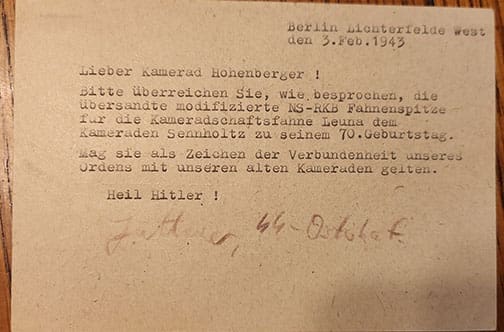 Berlin Lichterfelde West
den 3.Feb.1943
Lieber Kamerad Hohenberger !
Bitte überreichen Sie, wie besprochen, die
übersandte modifizierte NS-RKB Fahnenspitze
für die Kameradschaftsfahne Leuna dem
Kameraden Sennholtz zu seinem 70.Geburtstag.
Mag sie als Zeichen der Verbundenheit unseres
Ordens mit unseren alten Kameraden gelten.
Heil Hitler !
SS-Ostubaf.